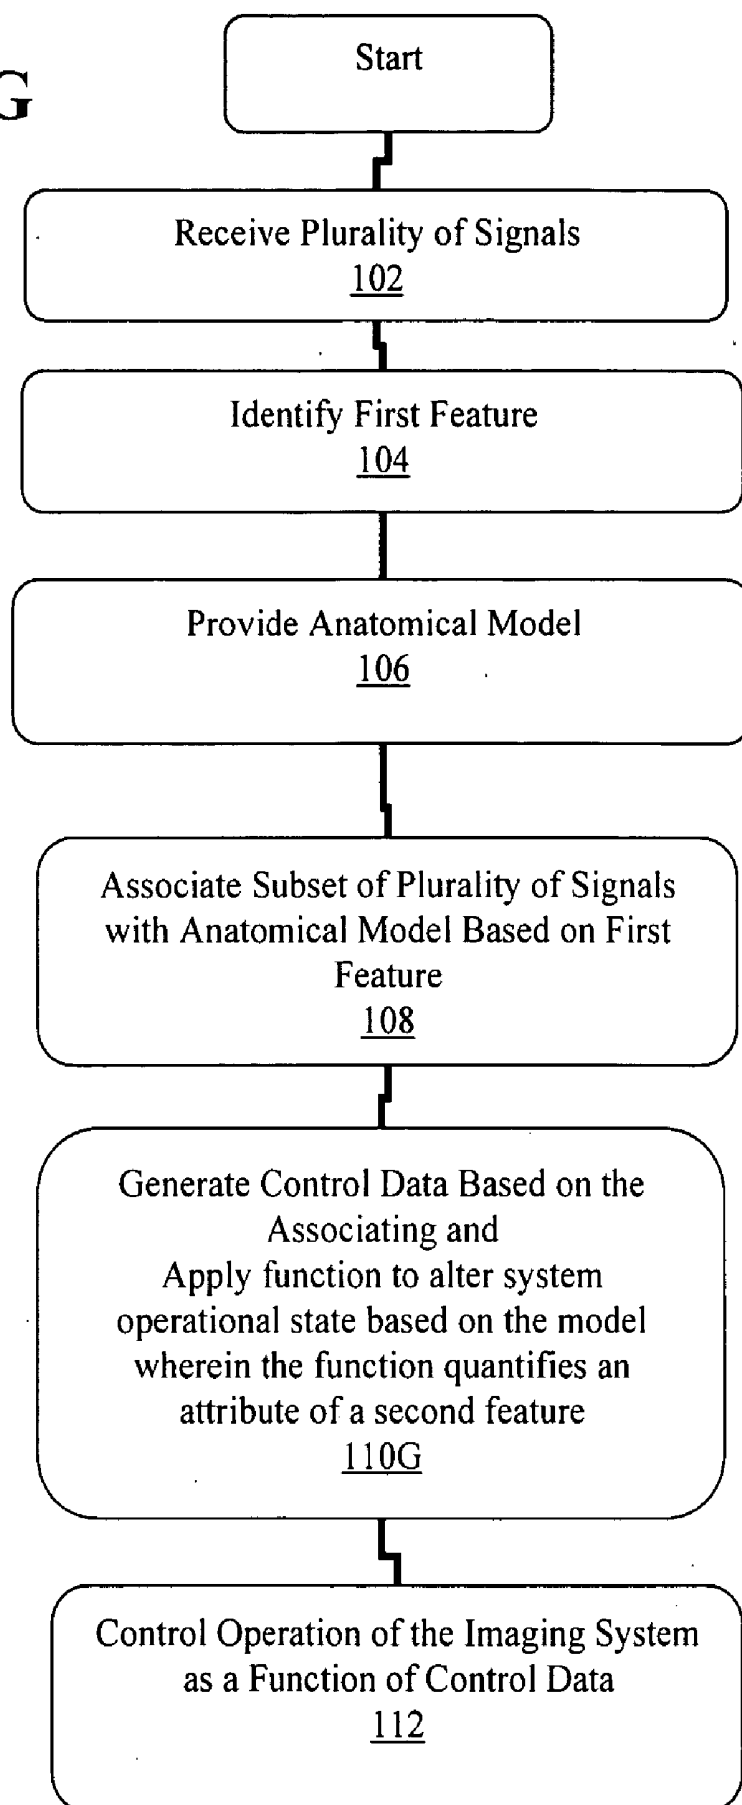 G
Start
Receive Plurality of Signals
102
Identify First Feature
104
Provide Anatomical Model
106
Associate Subset of Plurality of Signals
with Anatomical Model Based on First
Feature
108
Generate Control Data Based on the
Associating and
Apply function to alter system
operational state based on the model
wherein the function quantifies an
attribute of a second feature
110G
Control Operation of the Imaging System
as a Function of Control Data
112